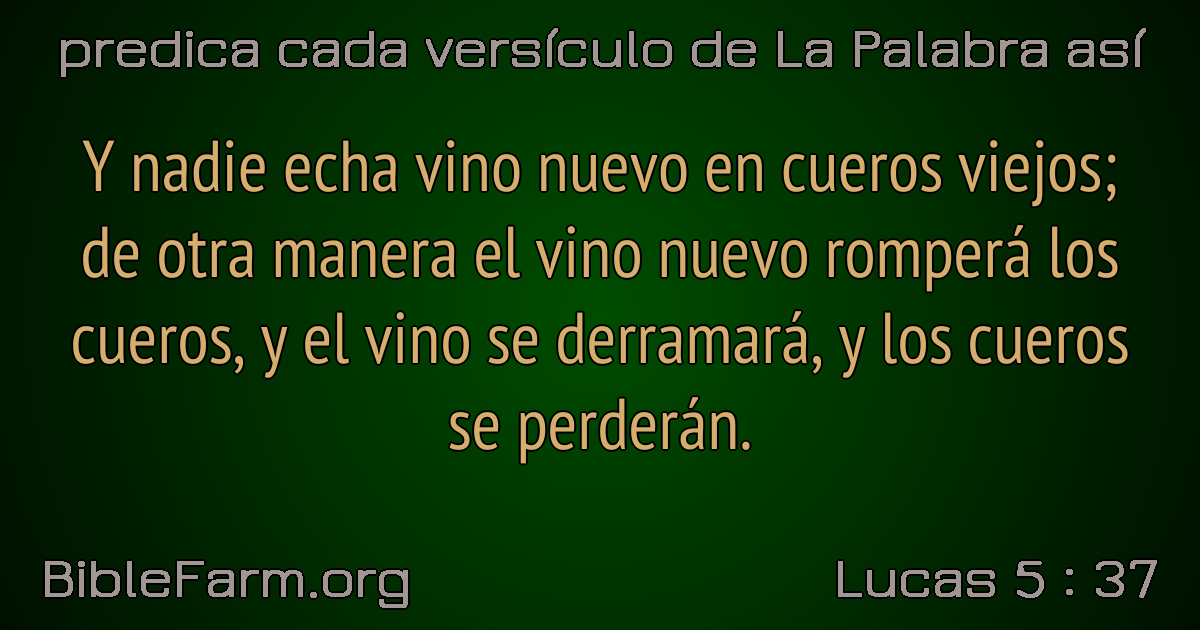 predica cada versículo de La Palabra así
Y nadie echa vino nuevo en cueros viejos;
de otra manera el vino nuevo romperá los
cueros, y el vino se derramará, y los cueros
se perderán.
BibleFarm.org
Lucas 5 : 37